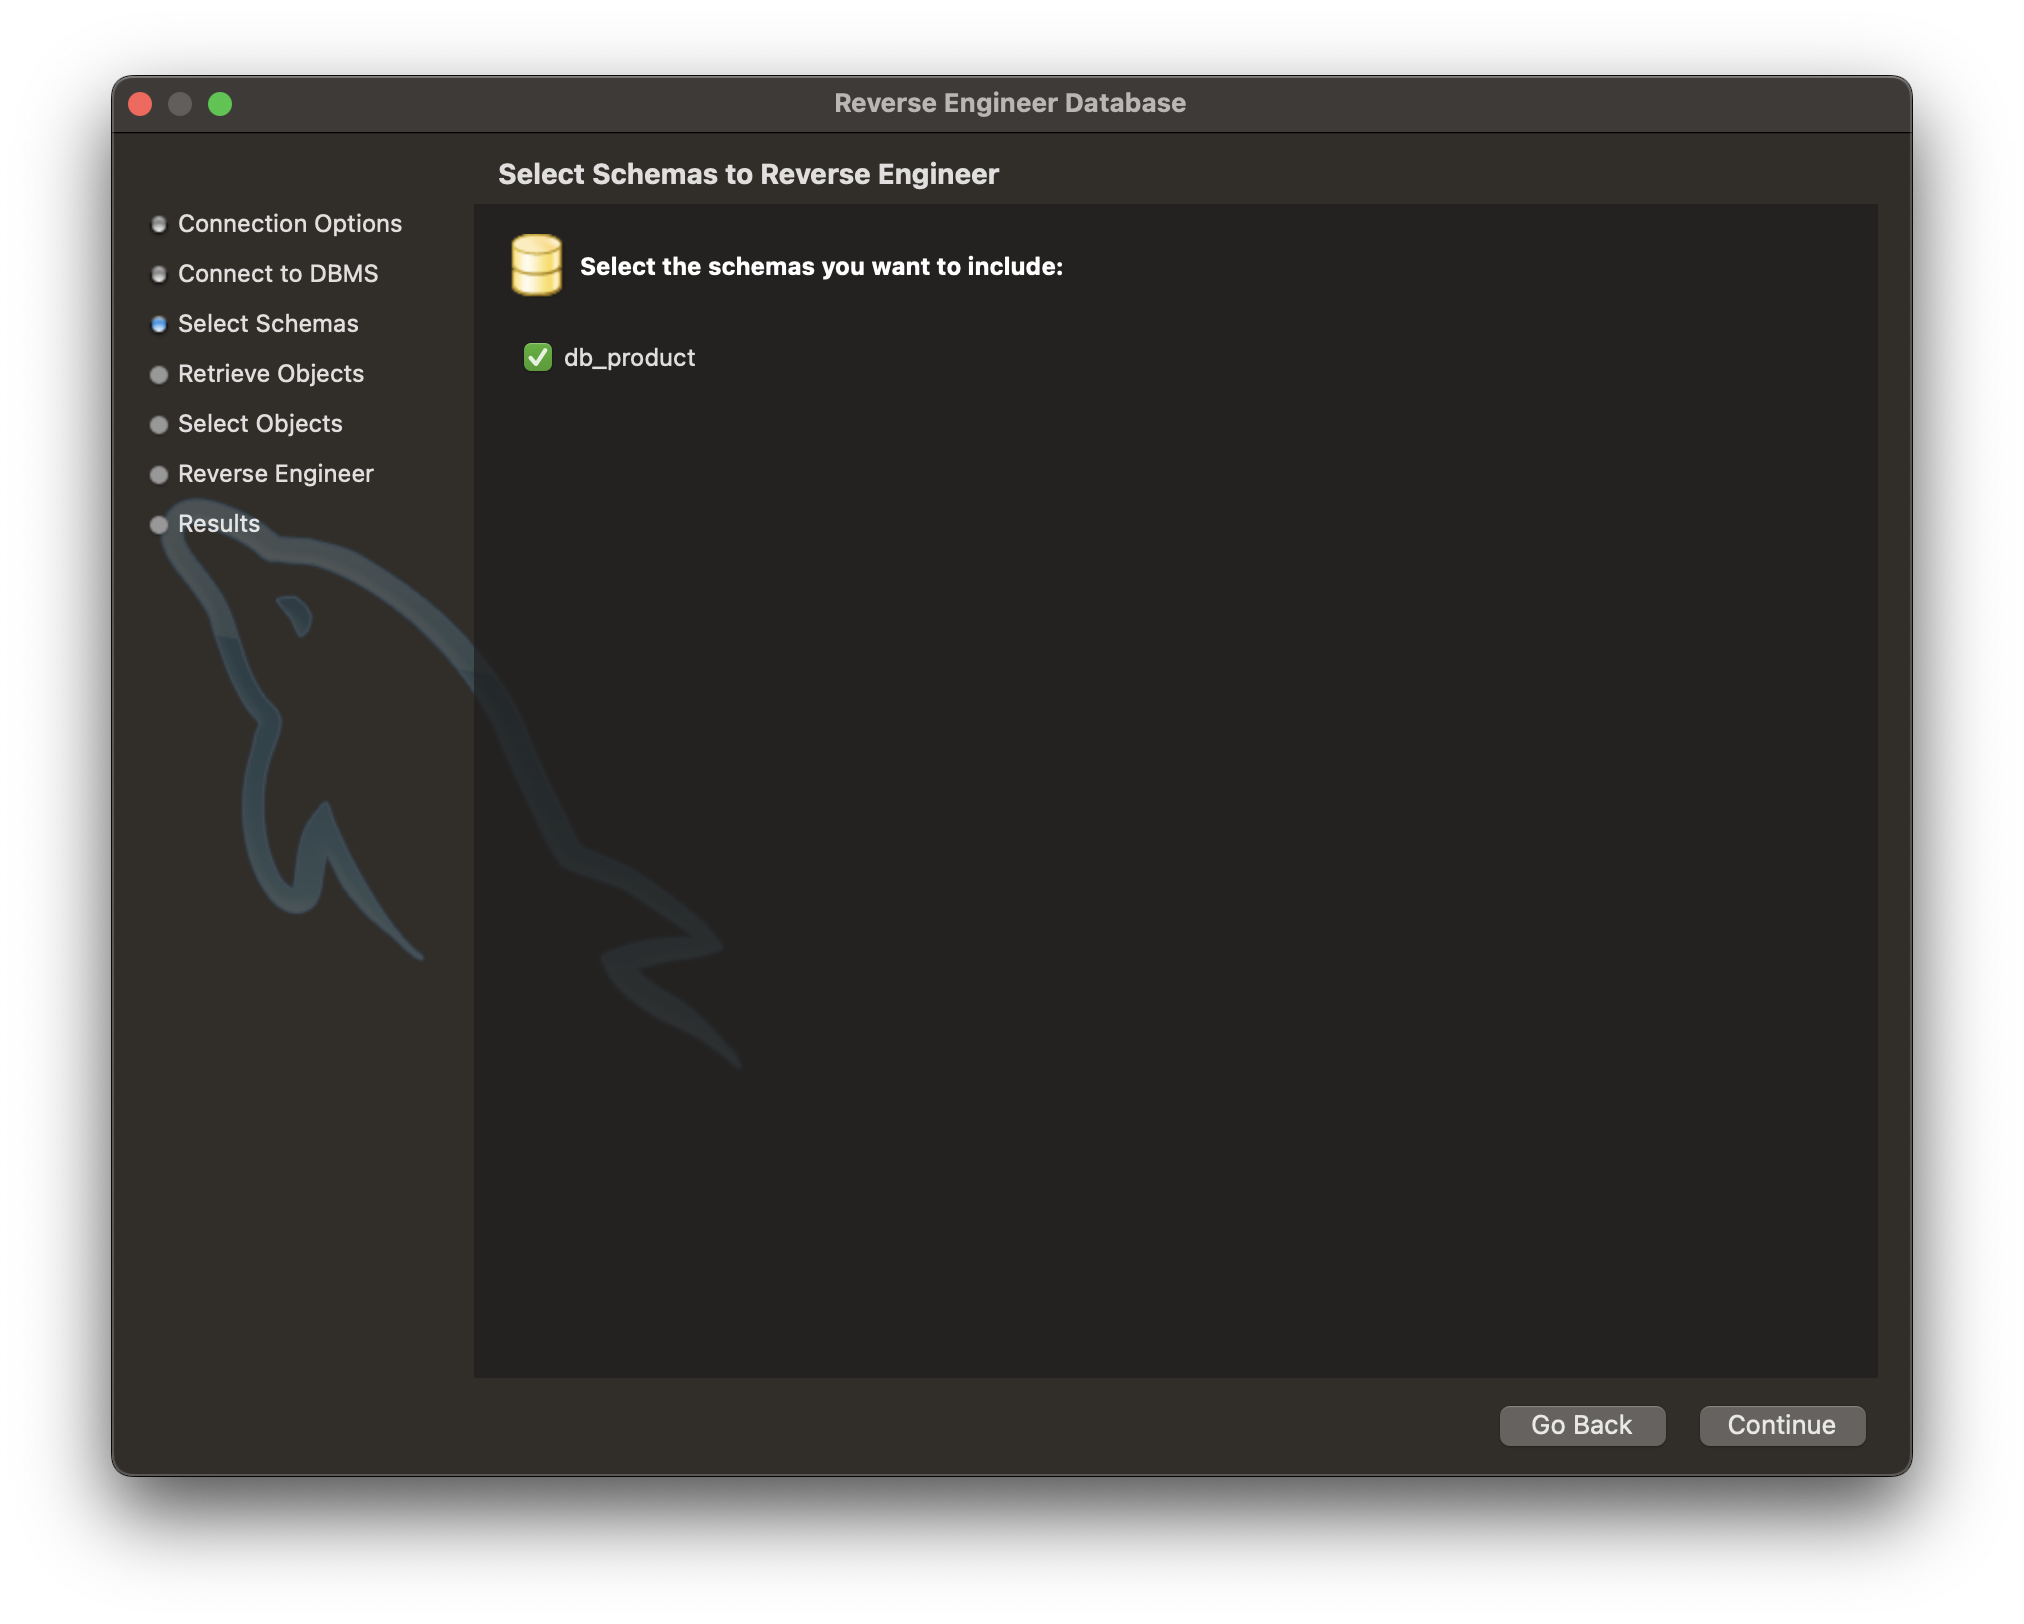 Reverse Engineer Database
Select Schemas to Reverse Engineer
Connection Options
Connect to DBMS
Select Schemas
Retrieve Objects
Select Objects
Reverse Engineer
Results
Select the schemas you want to include:
db_product
Go Back
Continue